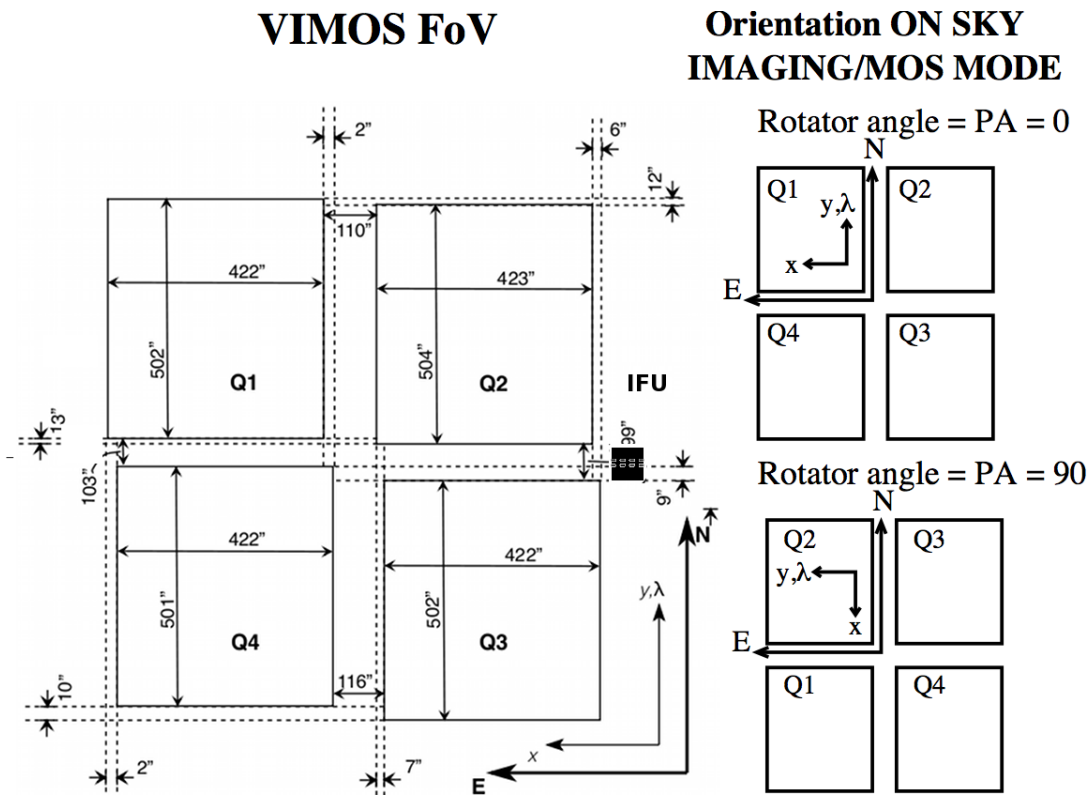 VIMOS FoV
Orientation ON SKY
IMAGING/MOS MODE
2”
6”
12”
110”
422”
423”
502”
504”
Q1
Q2
IFU
13”
99”
103”
9”
422”
422”
501”
502”
Q4
Q3
N
y,λ
10”
116”
x
2”
7”
E
Rotator angle = PA = 0
N
Q1
Q2
y,λ
x
E
Q4
Q3
Rotator angle = PA = 90
N
Q2
Q3
y,λ
x
E
Q1
Q4